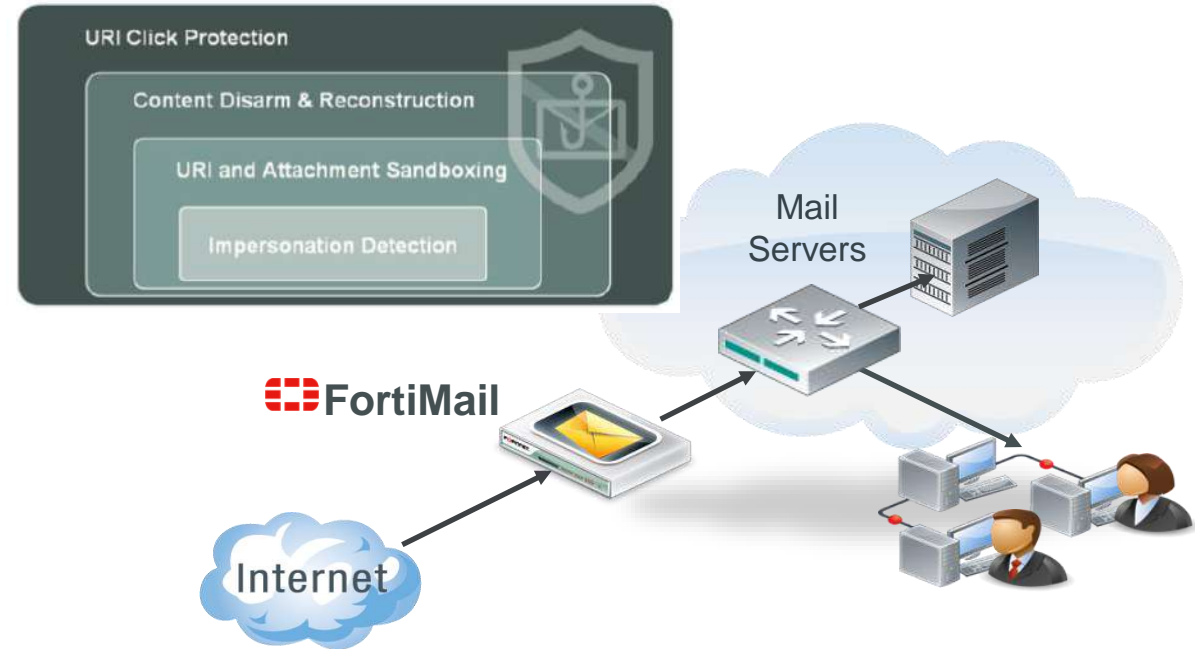 URI Click Protection
Content Disarm & Reconstruction
URI and Attachment Sandboxing
Impersonation Detection
Mail
Servers
FortiMail
Internet